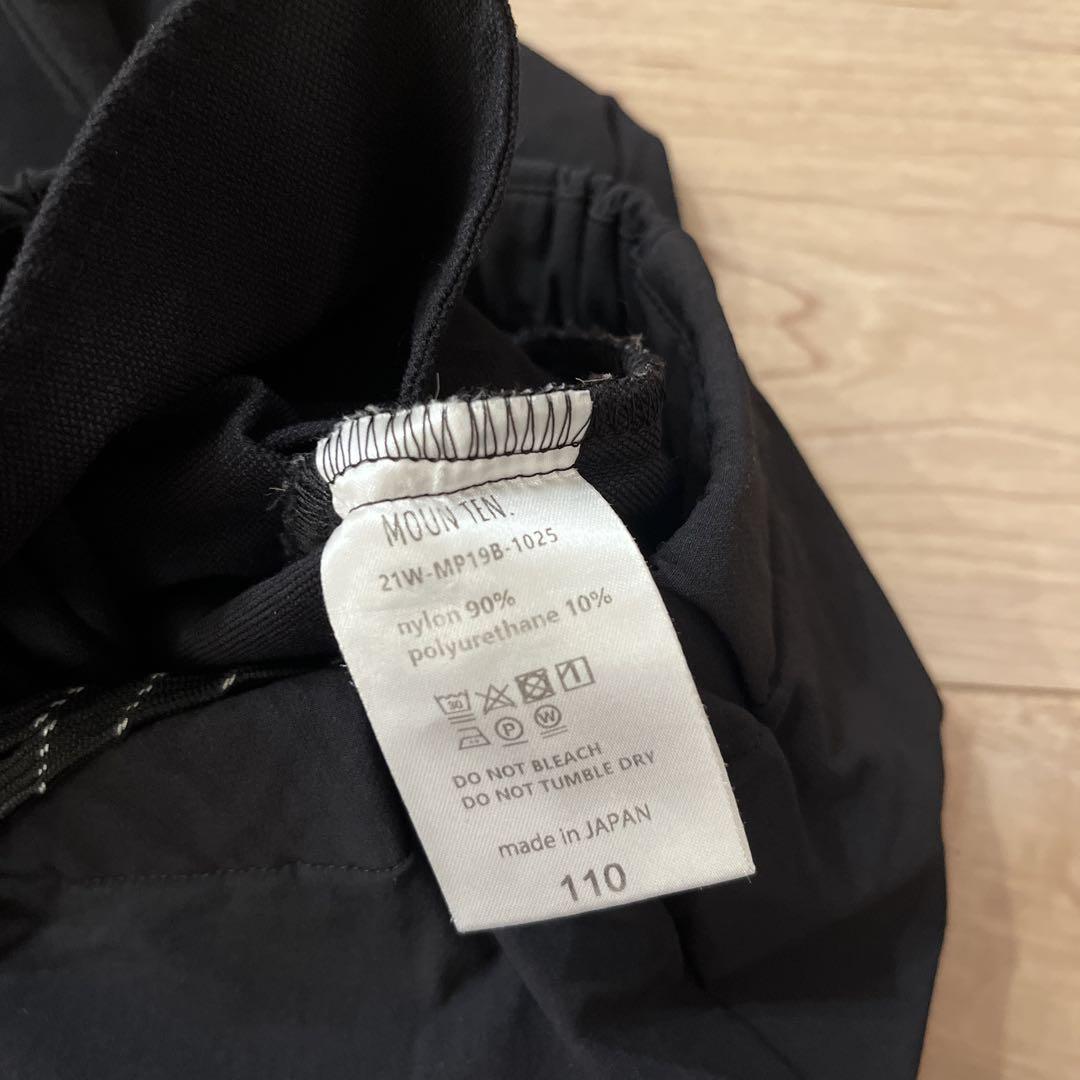 MOUN TEN.
21W-MP19B-1025
nylon 90%
polyurethane 10%
30
P W
DO NOT BLEACH
DO NOT TUMBLE DRY
made in JAPAN
110